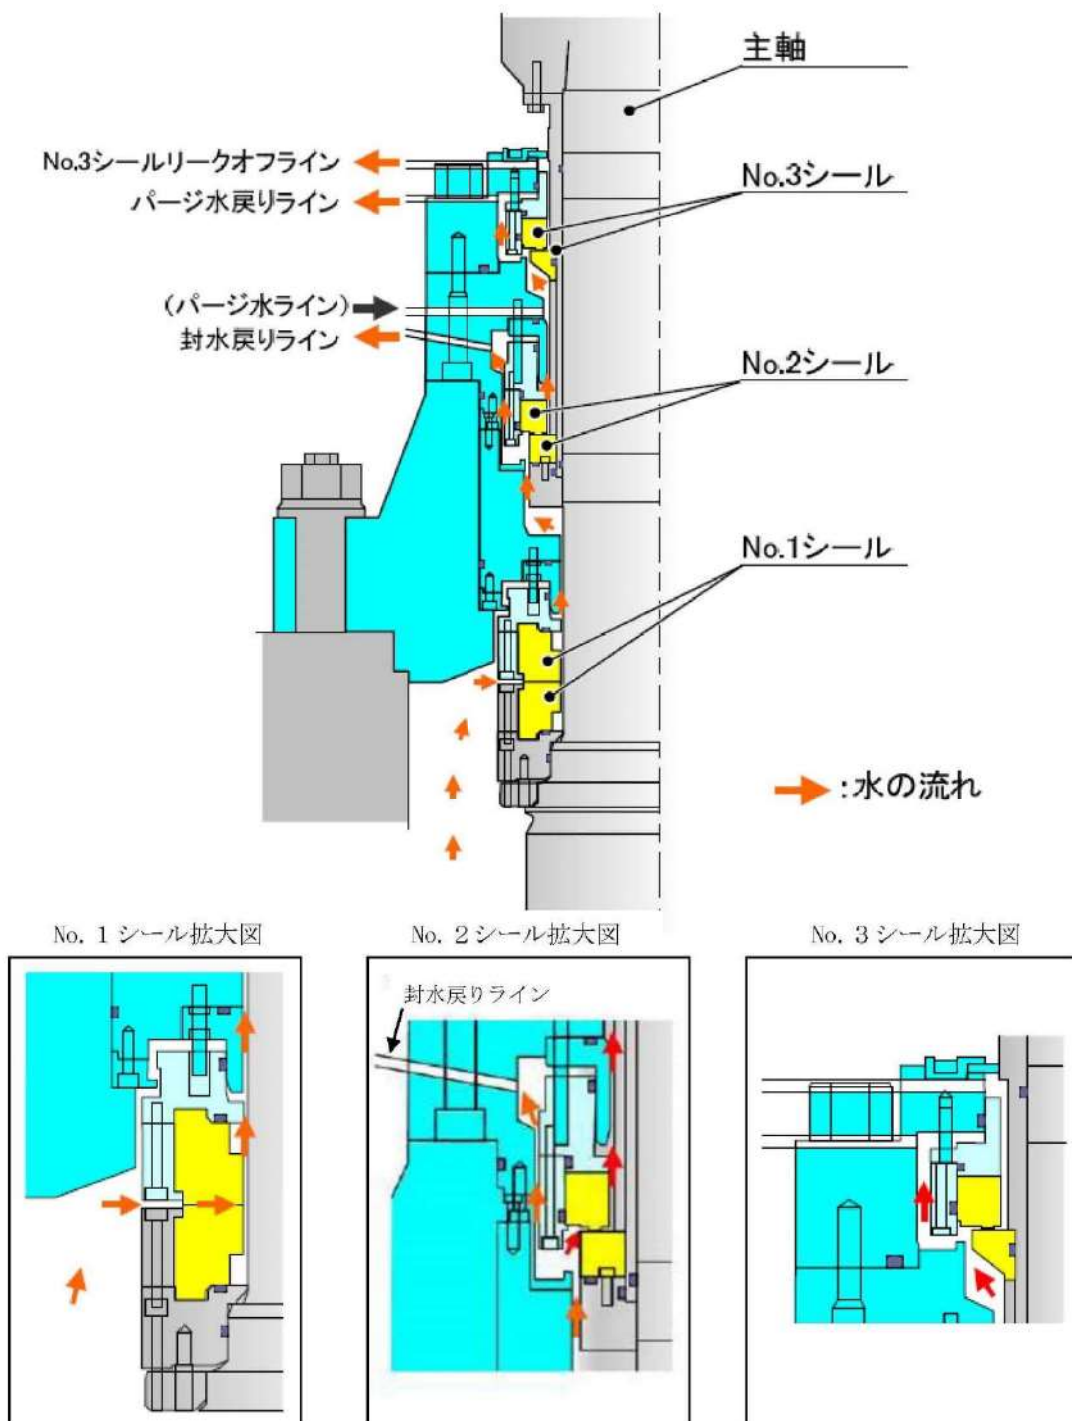 主軸
No.3シールリークオフライン
No.3シール
パージ水戻りライン
(パージ水ライン)
封水戻りライン
No.2シール
No.1シール
:水の流れ
No. 1 シール拡大図
No. 2 シール拡大図
No. 3 シール拡大図
封水戻りライン